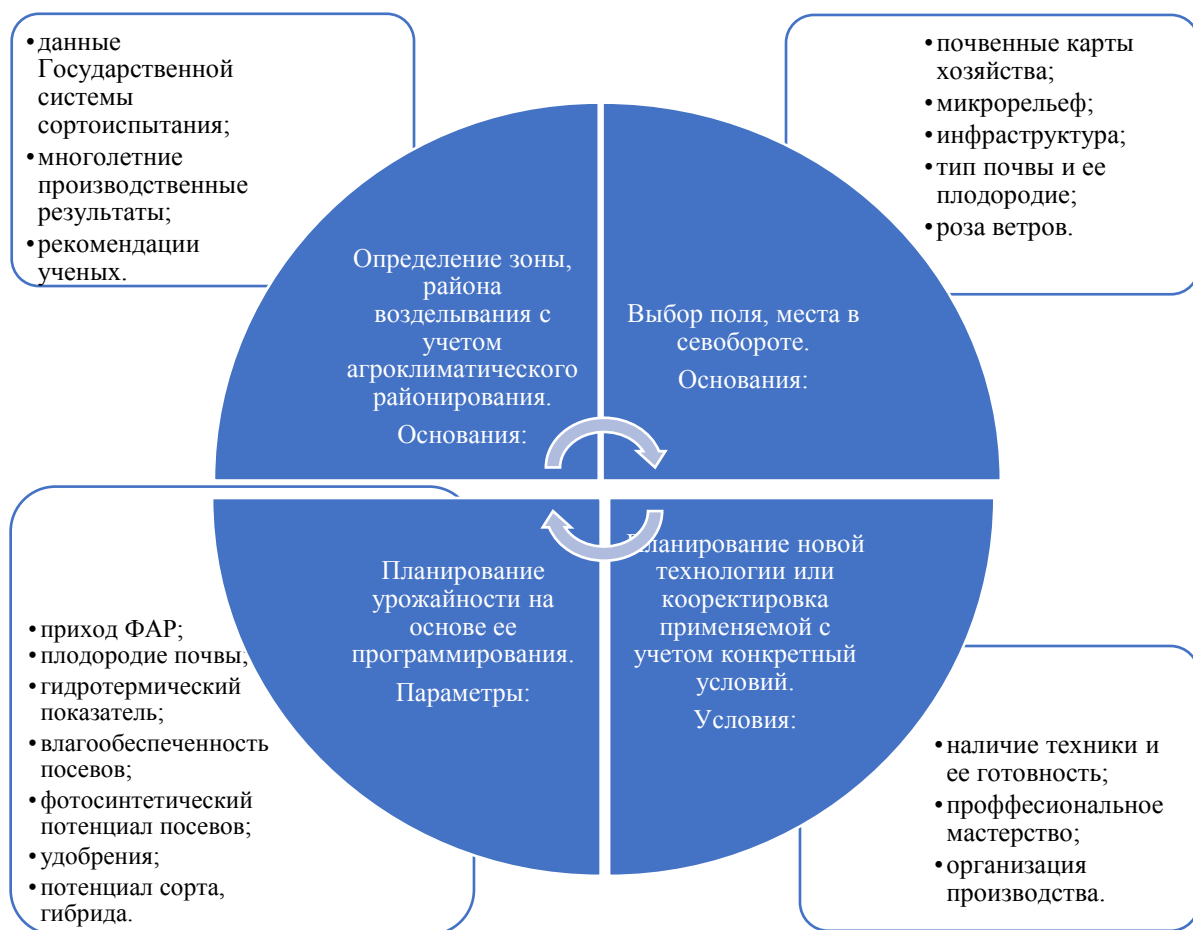 •данные
Государственной
системы
сортоиспытания;
•многолетние
производственные
результаты;
•рекомендации
ученых.
Определение зоны,
района
возделывания с
учетом
агроклиматического
районирования.
Основания:
•почвенные карты
хозяйства;
•микрорельеф;
•инфраструктура;
•тип почвы и ее
плодородие;
•роза ветров.
Выбор поля, места в
севообороте.
Основания:
•приход ФАР;
•плодородие почвы;
•гидротермический
показатель;
•влагообеспеченность
посевов;
•фотосинтетический
потенциал посевов;
•удобрения;
•потенциал сорта,
гибрида.
Планирование
урожайности на
основе ее
программирования.
Параметры:
Планирование новой
технологии или
кооректировка
применяемой с
учетом конкретный
условий.
Условия:
•наличие техники и
ее готовность;
•проффесиональное
мастерство;
•организация
производства.